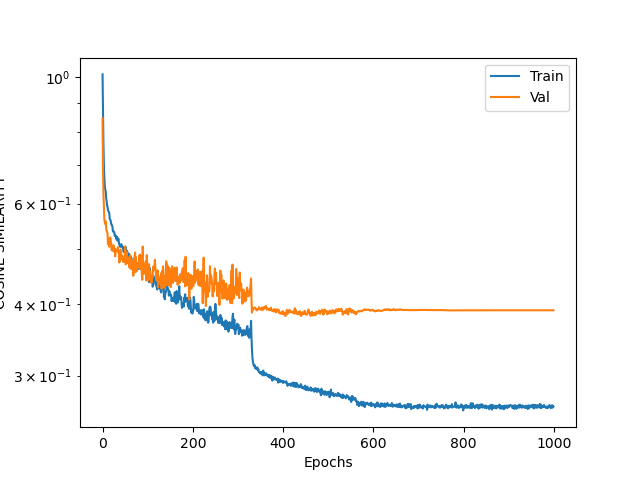 10⁰
6 × 10⁻¹
4 × 10⁻¹
3 × 10⁻¹
COSINE SIMILARITY
0 200 400 600 800 1000
Epochs
Train
Val